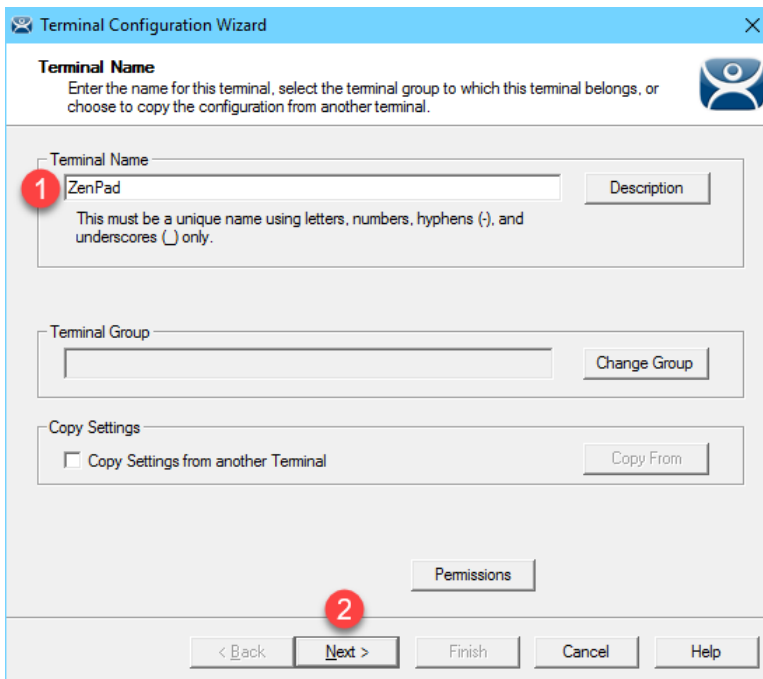 Terminal Configuration Wizard
Terminal Name
Enter the name for this terminal, select the terminal group to which this terminal belongs, or
choose to copy the configuration from another terminal.
Terminal Name
1
ZenPad
Description
This must be a unique name using letters, numbers, hyphens (-), and
underscores (_) only.
Terminal Group
Change Group
Copy Settings
Copy Settings from another Terminal
Copy From
Permissions
2
< Back
Next >
Finish
Cancel
Help